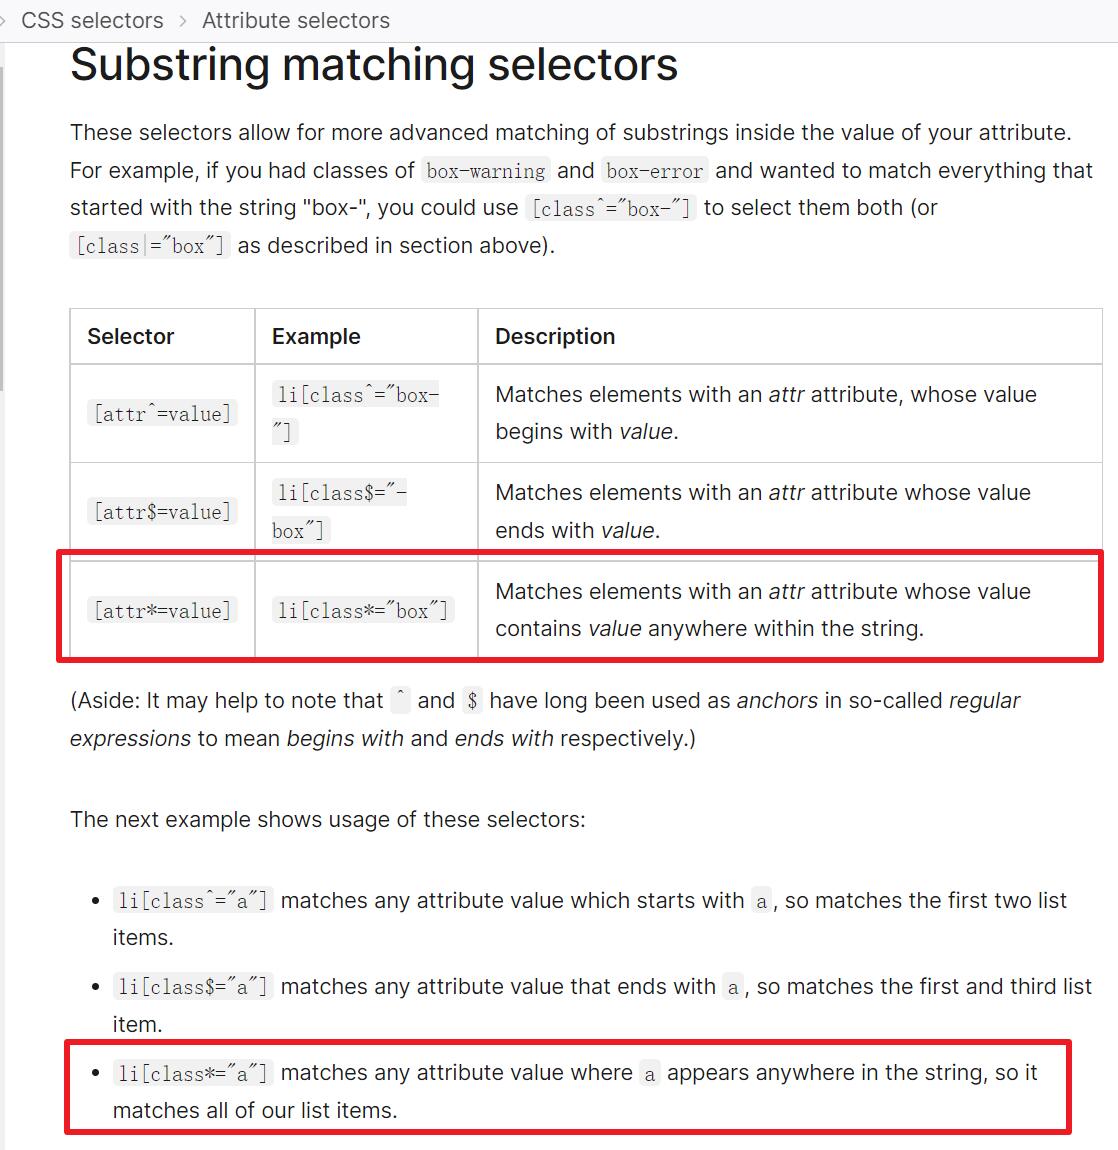 CSS selectors > Attribute selectors
Substring matching selectors
These selectors allow for more advanced matching of substrings inside the value of your attribute.
For example, if you had classes of box-warning and box-error and wanted to match everything that
started with the string "box-", you could use [class^="box-"] to select them both (or
[class|="box"] as described in section above).
Selector Example Description
[attr^=value] li[class^="box-
"] Matches elements with an attr attribute, whose value
begins with value.
[attr$=value] li[class$="-
box"] Matches elements with an attr attribute whose value
ends with value.
[attr*=value] li[class*="box"] Matches elements with an attr attribute whose value
contains value anywhere within the string.
(Aside: It may help to note that ^ and $ have long been used as anchors in so-called regular
expressions to mean begins with and ends with respectively.)
The next example shows usage of these selectors:
• li[class^="a"] matches any attribute value which starts with a, so matches the first two list
items.
• li[class$="a"] matches any attribute value that ends with a, so matches the first and third list
item.
• li[class*="a"] matches any attribute value where a appears anywhere in the string, so it
matches all of our list items.